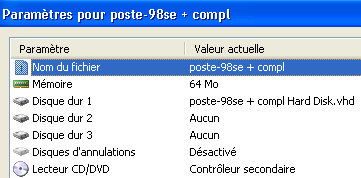 Paramètres pour poste-98se + compl
Paramètre Valeur actuelle
Nom du fichier poste-98se + compl
Mémoire 64 Mo
Disque dur 1 poste-98se + compl Hard Disk.vhd
Disque dur 2 Aucun
Disque dur 3 Aucun
Disques d'annulations Désactivé
Lecteur CD/DVD Contrôleur secondaire